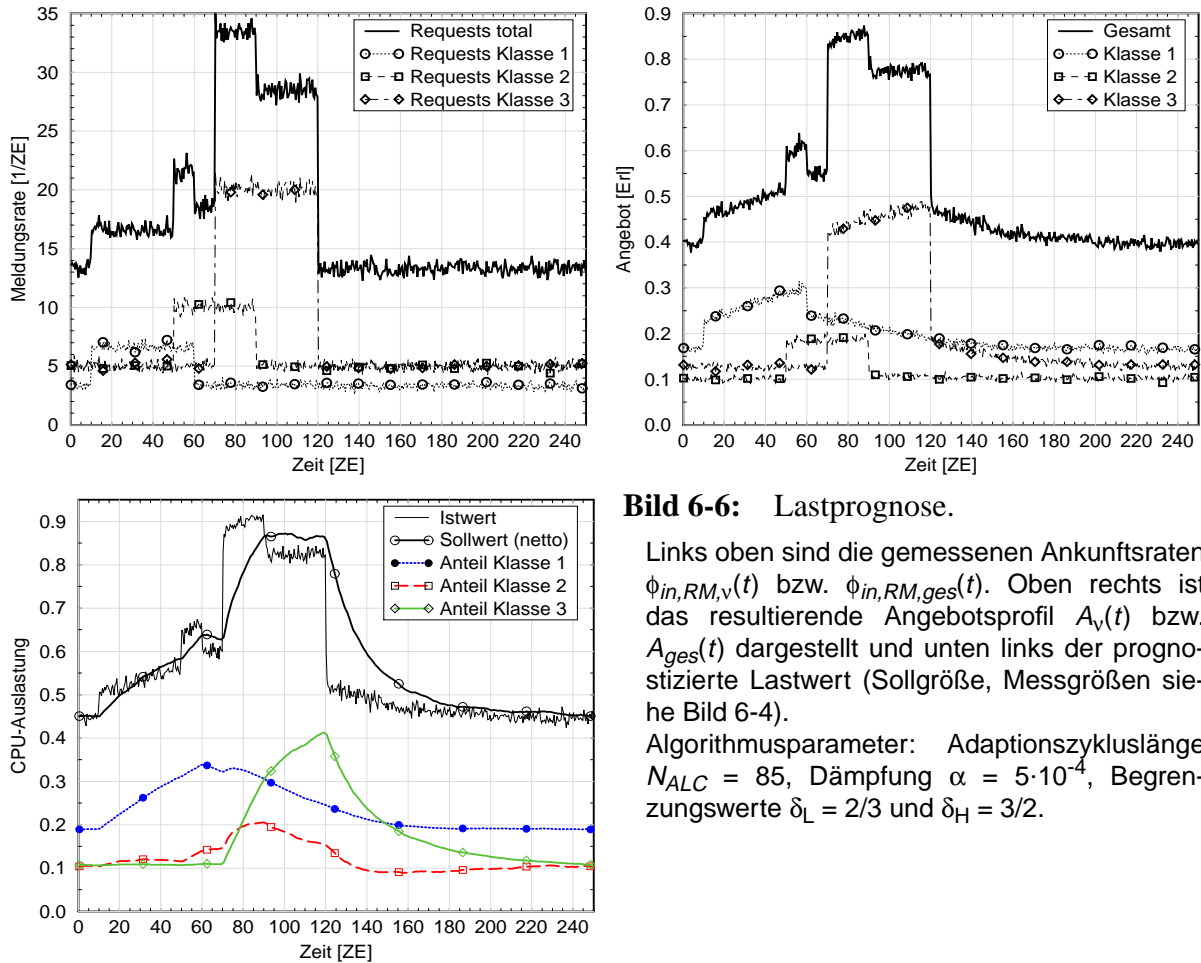 35
30
25
20
15
10
5
0
Meldungsrate [1/ZE]
Requests total
Requests Klasse 1
Requests Klasse 2
Requests Klasse 3
0 20 40 60 80 100 120 140 160 180 200 220 240
Zeit [ZE]
0.9
0.8
0.7
0.6
0.5
0.4
0.3
0.2
0.1
0.0
Angebot [Erl]
Gesamt
Klasse 1
Klasse 2
Klasse 3
0 20 40 60 80 100 120 140 160 180 200 220 240
Zeit [ZE]
0.9
0.8
0.7
0.6
0.5
0.4
0.3
0.2
0.1
0.0
CPU-Auslastung
Istwert
Sollwert (netto)
Anteil Klasse 1
Anteil Klasse 2
Anteil Klasse 3
0 20 40 60 80 100 120 140 160 180 200 220 240
Zeit [ZE]
Bild 6-6: Lastprognose.
Links oben sind die gemessenen Ankunftsraten
ϕin,RM,ν(t) bzw. ϕin,RM,ges(t). Oben rechts ist
das resultierende Angebotsprofil Aν(t) bzw.
Ages(t) dargestellt und unten links der progno-
stizierte Lastwert (Sollgröße, Messgrößen sie-
he Bild 6-4).
Algorithmusparameter: Adaptionszykluslänge
NALC = 85, Dämpfung α = 5·10-4, Begren-
zungswerte δL = 2/3 und δH = 3/2.